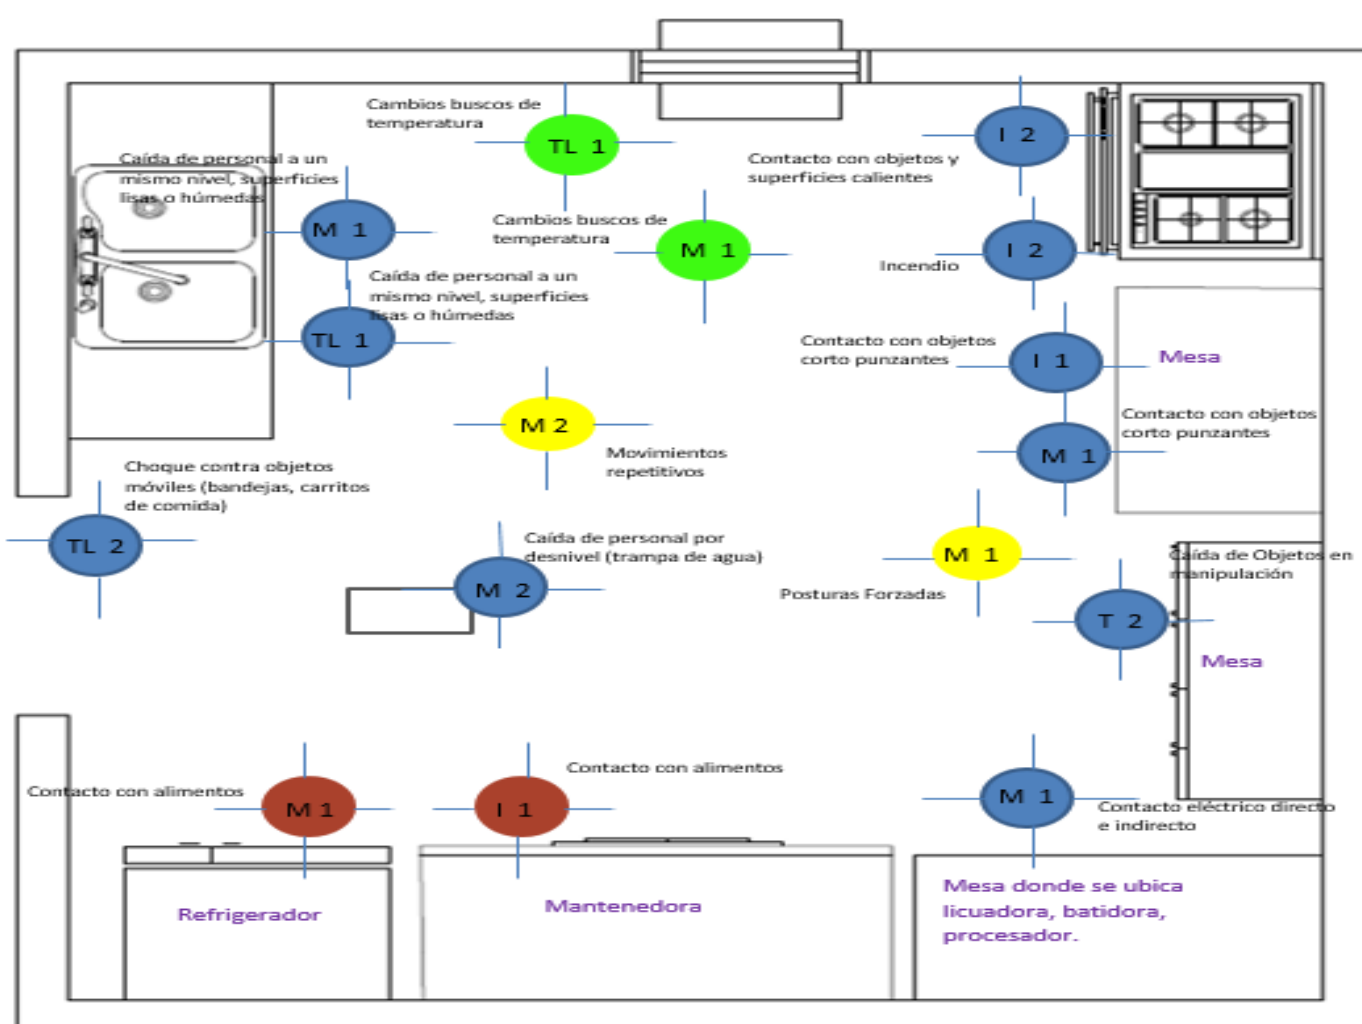 Cambios buscos de
temperatura
TL 1
I 2
Contacto con objetos y
superficies calientes
Caída de personal a un
mismo nivel, superficies
lisas o húmedas
M 1
Cambios buscos de
temperatura
M 1
I 2
Incendio
Caída de personal a un
mismo nivel, superficies
lisas o húmedas
TL 1
Contacto con objetos
corto punzantes
I 1
Mesa
M 2
Movimientos
repetitivos
Contacto con objetos
corto punzantes
M 1
Choque contra objetos
móviles (bandejas, carritos
de comida)
TL 2
Caída de personal por
desnivel (trampa de agua)
M 2
M 1
Posturas Forzadas
Caída de Objetos en
manipulación
T 2
Mesa
Contacto con alimentos
M 1
Contacto con alimentos
I 1
M 1
Contacto eléctrico directo
e indirecto
Refrigerador
Mantenedora
Mesa donde se ubica
licuadora, batidora,
procesador.